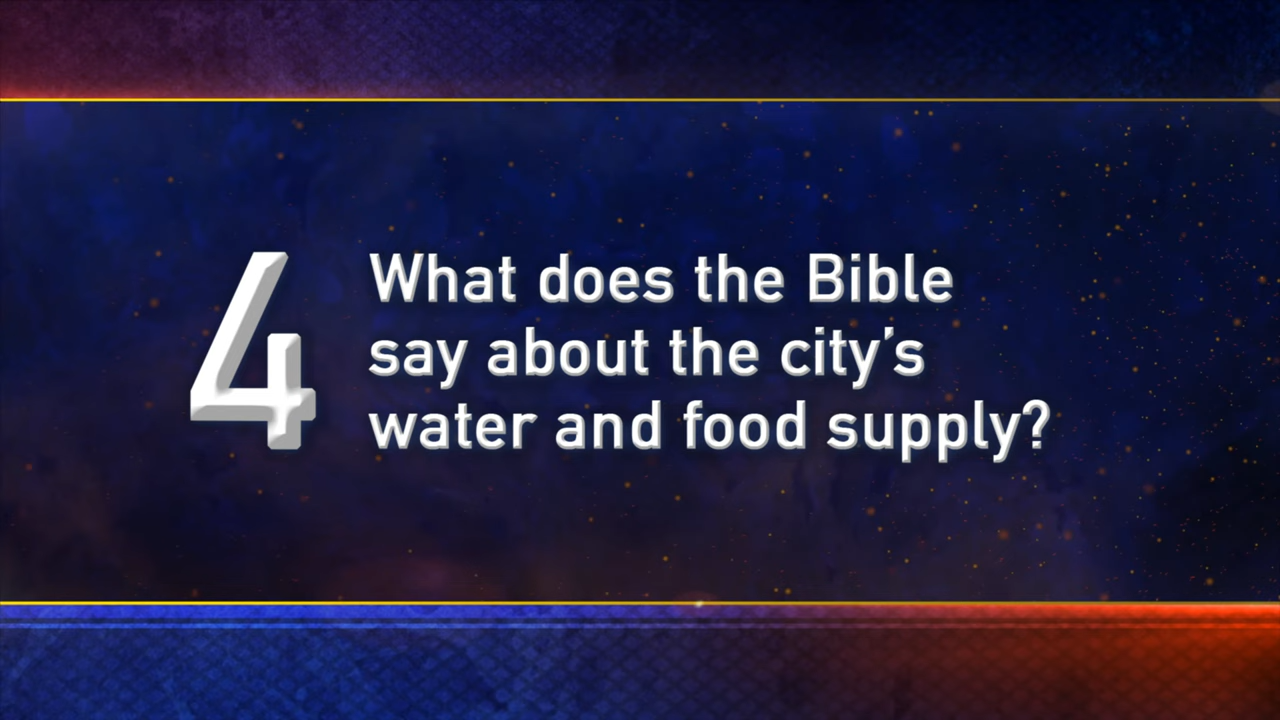 4
What does the Bible
say about the city's
water and food supply?